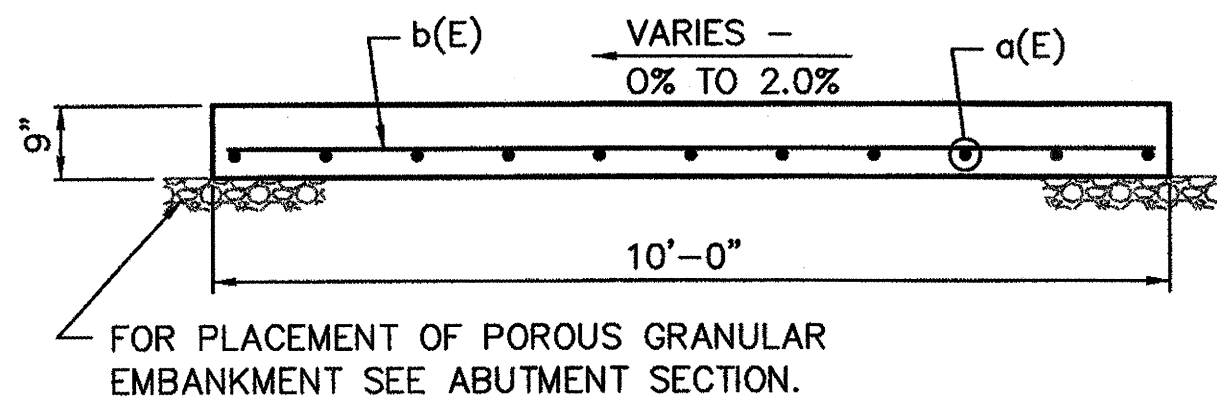 b(E)
VARIES –
0% TO 2.0%
a(E)
9"
10'–0"
FOR PLACEMENT OF POROUS GRANULAR
EMBANKMENT SEE ABUTMENT SECTION.